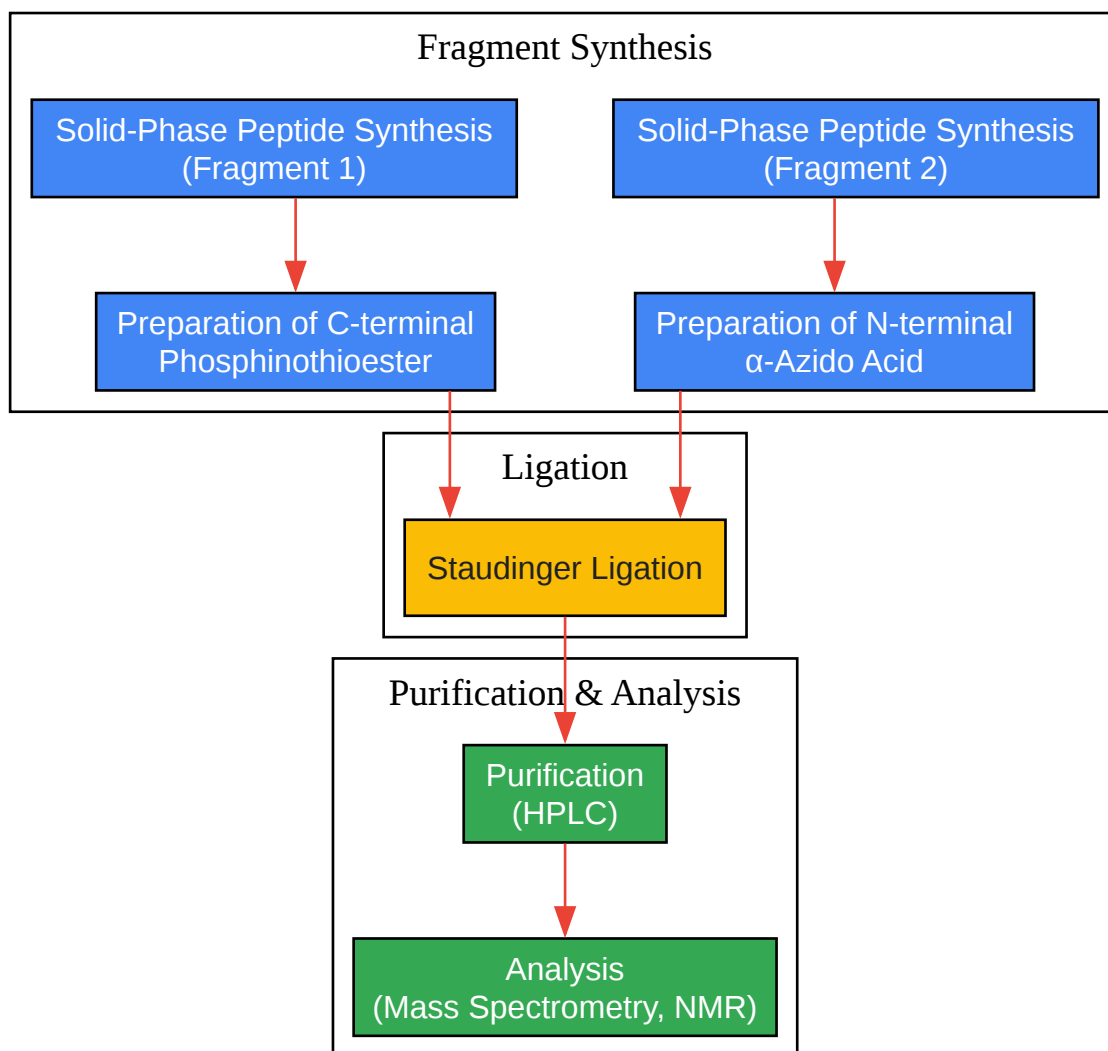 Fragment Synthesis
Solid-Phase Peptide Synthesis
(Fragment 1)
Solid-Phase Peptide Synthesis
(Fragment 2)
Preparation of C-terminal
Phosphinothioester
Preparation of N-terminal
α-Azido Acid
Ligation
Staudinger Ligation
Purification & Analysis
Purification
(HPLC)
Analysis
(Mass Spectrometry, NMR)